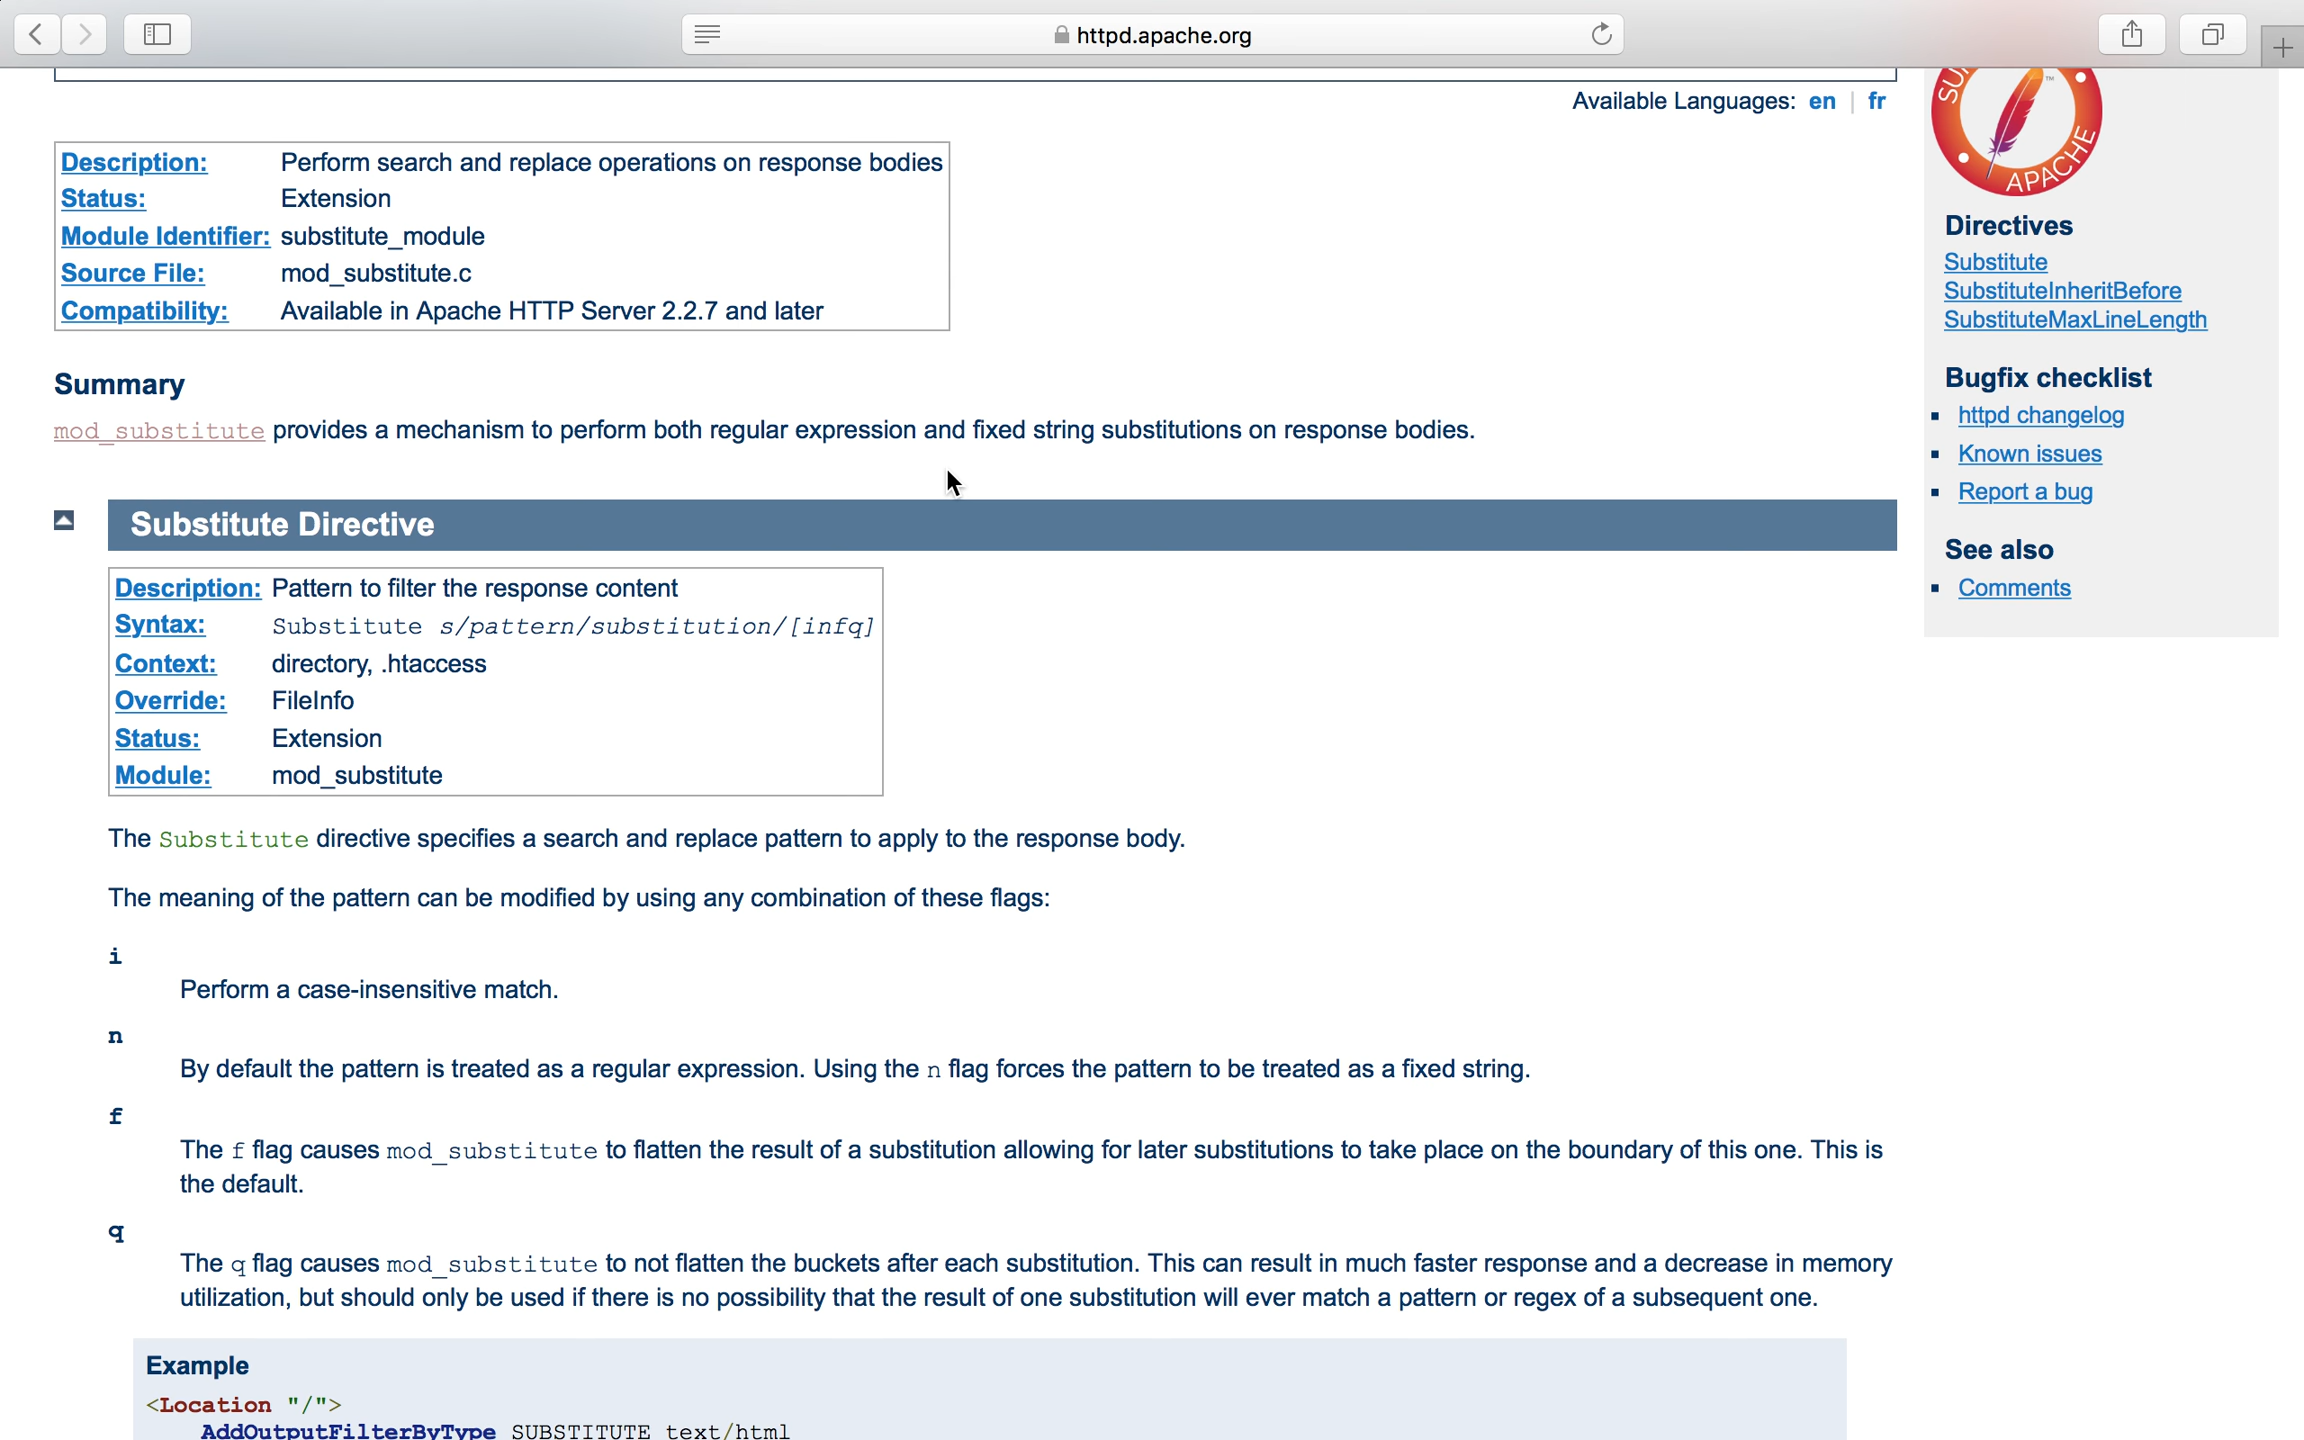 httpd.apache.org
Available Languages: en | fr
APACHE
Description: Perform search and replace operations on response bodies
Status: Extension
Module Identifier: substitute_module
Source File: mod_substitute.c
Compatibility: Available in Apache HTTP Server 2.2.7 and later
Summary
mod_substitute provides a mechanism to perform both regular expression and fixed string substitutions on response bodies.
Substitute Directive
Description: Pattern to filter the response content
Syntax: Substitute s/pattern/substitution/[infq]
Context: directory, .htaccess
Override: FileInfo
Status: Extension
Module: mod_substitute
The Substitute directive specifies a search and replace pattern to apply to the response body.
The meaning of the pattern can be modified by using any combination of these flags:
i
Perform a case-insensitive match.
n
By default the pattern is treated as a regular expression. Using the n flag forces the pattern to be treated as a fixed string.
f
The f flag causes mod_substitute to flatten the result of a substitution allowing for later substitutions to take place on the boundary of this one. This is
the default.
q
The q flag causes mod_substitute to not flatten the buckets after each substitution. This can result in much faster response and a decrease in memory
utilization, but should only be used if there is no possibility that the result of one substitution will ever match a pattern or regex of a subsequent one.
Example
<Location "/">
AddOutputFilterByType SUBSTITUTE text/html
Directives
Substitute
SubstituteInheritBefore
SubstituteMaxLineLength
Bugfix checklist
httpd changelog
Known issues
Report a bug
See also
Comments